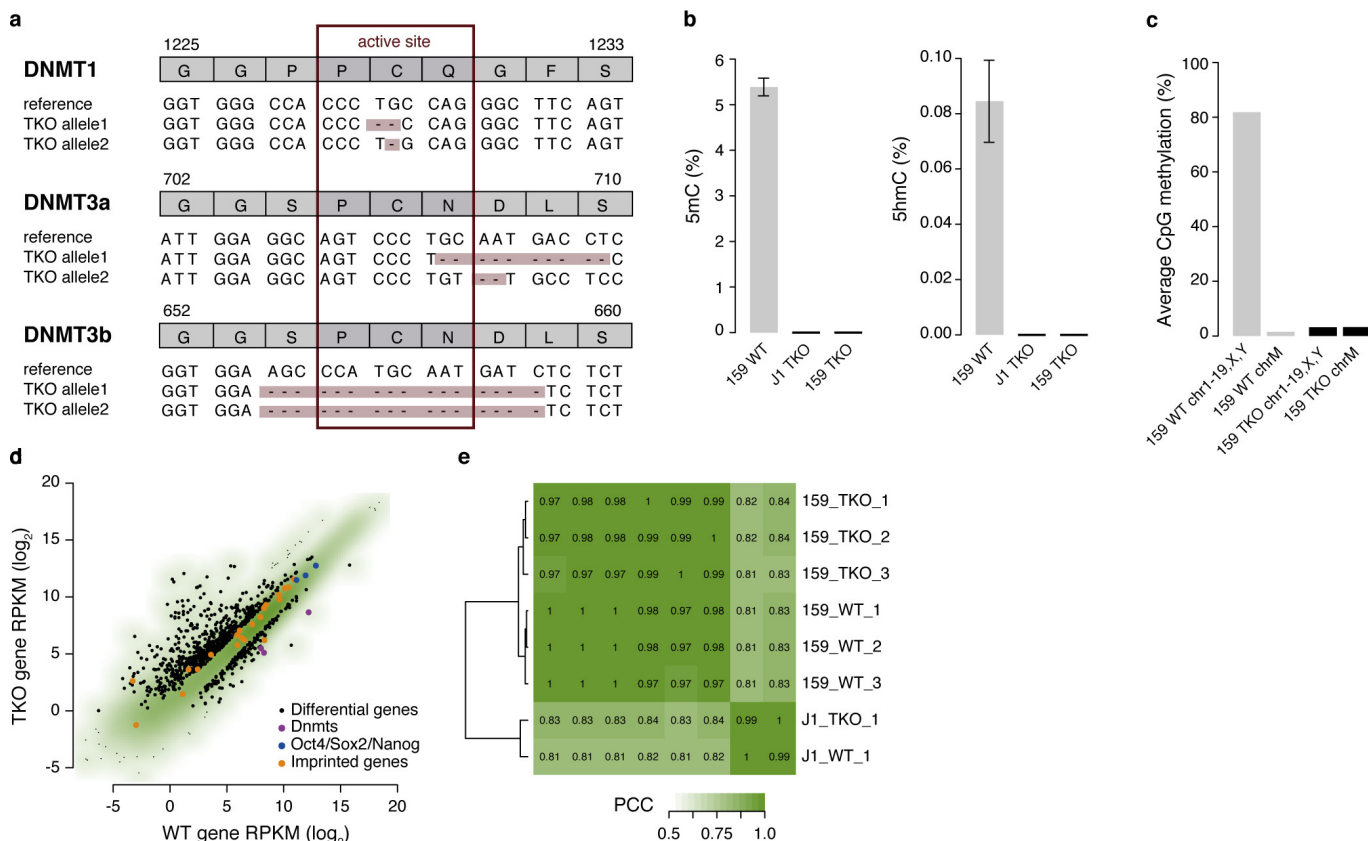 a
active site
1225 1233
DNMT1 G G P P C Q G F S
reference GGT GGG CCA CCC TGC CAG GGC TTC AGT
TKO allele1 GGT GGG CCA CCC --C CAG GGC TTC AGT
TKO allele2 GGT GGG CCA CCC T-G CAG GGC TTC AGT
702 710
DNMT3a G G S P C N D L S
reference ATT GGA GGC AGT CCC TGC AAT GAC CTC
TKO allele1 ATT GGA GGC AGT CCC T-- --- --- --C
TKO allele2 ATT GGA GGC AGT CCC TGT --T GCC TCC
652 660
DNMT3b G G S P C N D L S
reference GGT GGA AGC CCA TGC AAT GAT CTC TCT
TKO allele1 GGT GGA --- --- --- --- --- -TC TCT
TKO allele2 GGT GGA --- --- --- --- --- -TC TCT
b
5mC (%)
6
5
4
3
2
1
0
159 WT
J1 TKO
159 TKO
5hmC (%)
0.10
0.08
0.06
0.04
0.02
0.00
159 WT
J1 TKO
159 TKO
c
Average CpG methylation (%)
100
80
60
40
20
0
159 WT chr1-19,X,Y
159 WT chrM
159 TKO chr1-19,X,Y
159 TKO chrM
d
TKO gene RPKM (log2)
20
15
10
5
0
-5
Differential genes
Dnmts
Oct4/Sox2/Nanog
Imprinted genes
-5 0 5 10 15 20
WT gene RPKM (log2)
e
0.97 0.98 0.98 1 0.99 0.99 0.82 0.84 159_TKO_1
0.97 0.98 0.98 0.99 0.99 1 0.82 0.84 159_TKO_2
0.97 0.97 0.97 0.99 1 0.99 0.81 0.83 159_TKO_3
1 1 1 0.98 0.97 0.98 0.81 0.83 159_WT_1
1 1 1 0.98 0.97 0.98 0.81 0.83 159_WT_2
1 1 1 0.97 0.97 0.97 0.81 0.83 159_WT_3
0.83 0.83 0.83 0.84 0.83 0.84 0.99 1 J1_TKO_1
0.81 0.81 0.81 0.82 0.81 0.82 1 0.99 J1_WT_1
PCC
0.5 0.75 1.0